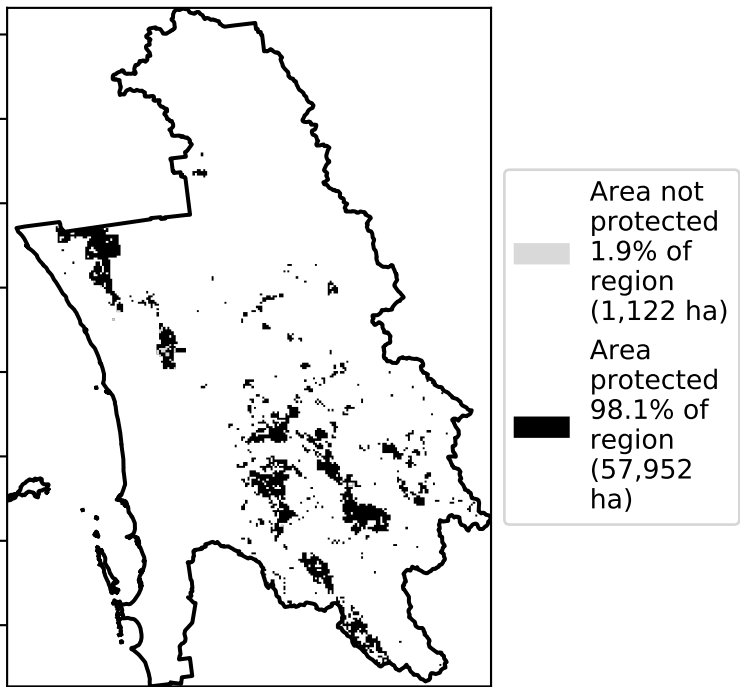 Area not
protected
1.9% of
region
(1,122 ha)
Area
protected
98.1% of
region
(57,952
ha)